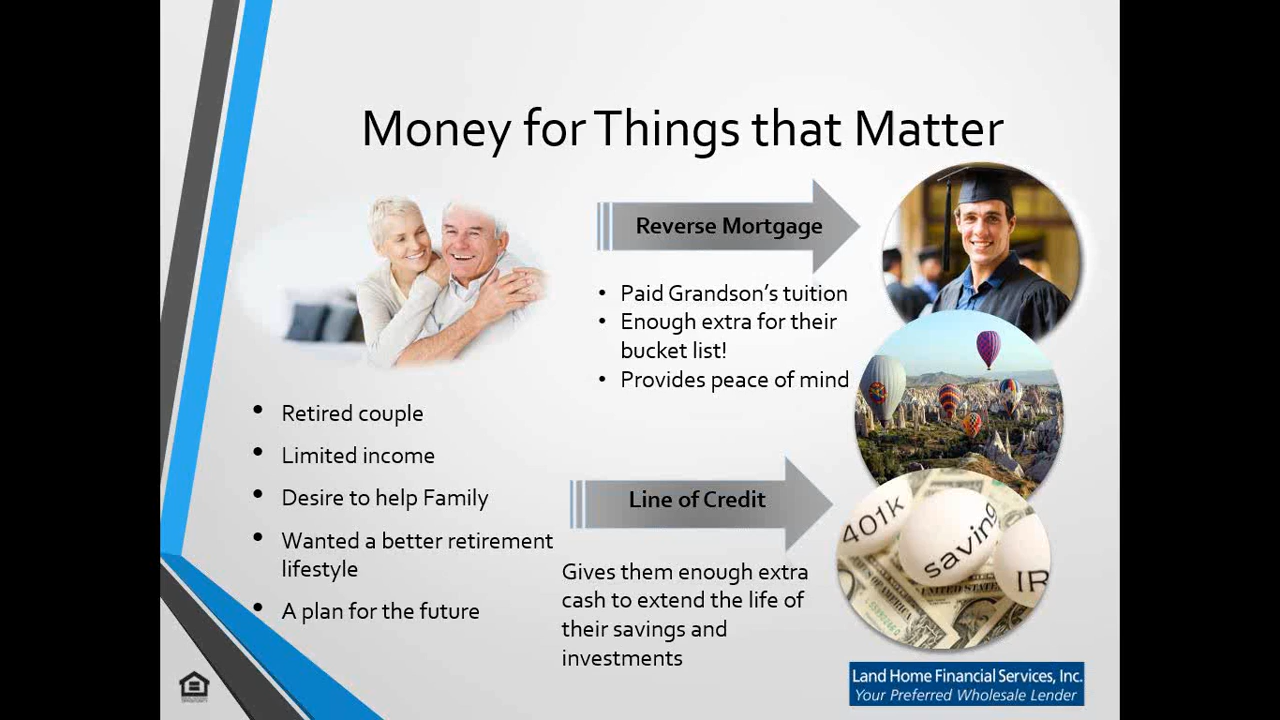 Money for Things that Matter
Reverse Mortgage
• Paid Grandson’s tuition
• Enough extra for their
bucket list!
• Provides peace of mind
• Retired couple
• Limited income
• Desire to help Family
• Wanted a better retirement
lifestyle
• A plan for the future
Line of Credit
Gives them enough extra
cash to extend the life of
their savings and
investments
401k
saving
IR
Land Home Financial Services, Inc.
Your Preferred Wholesale Lender